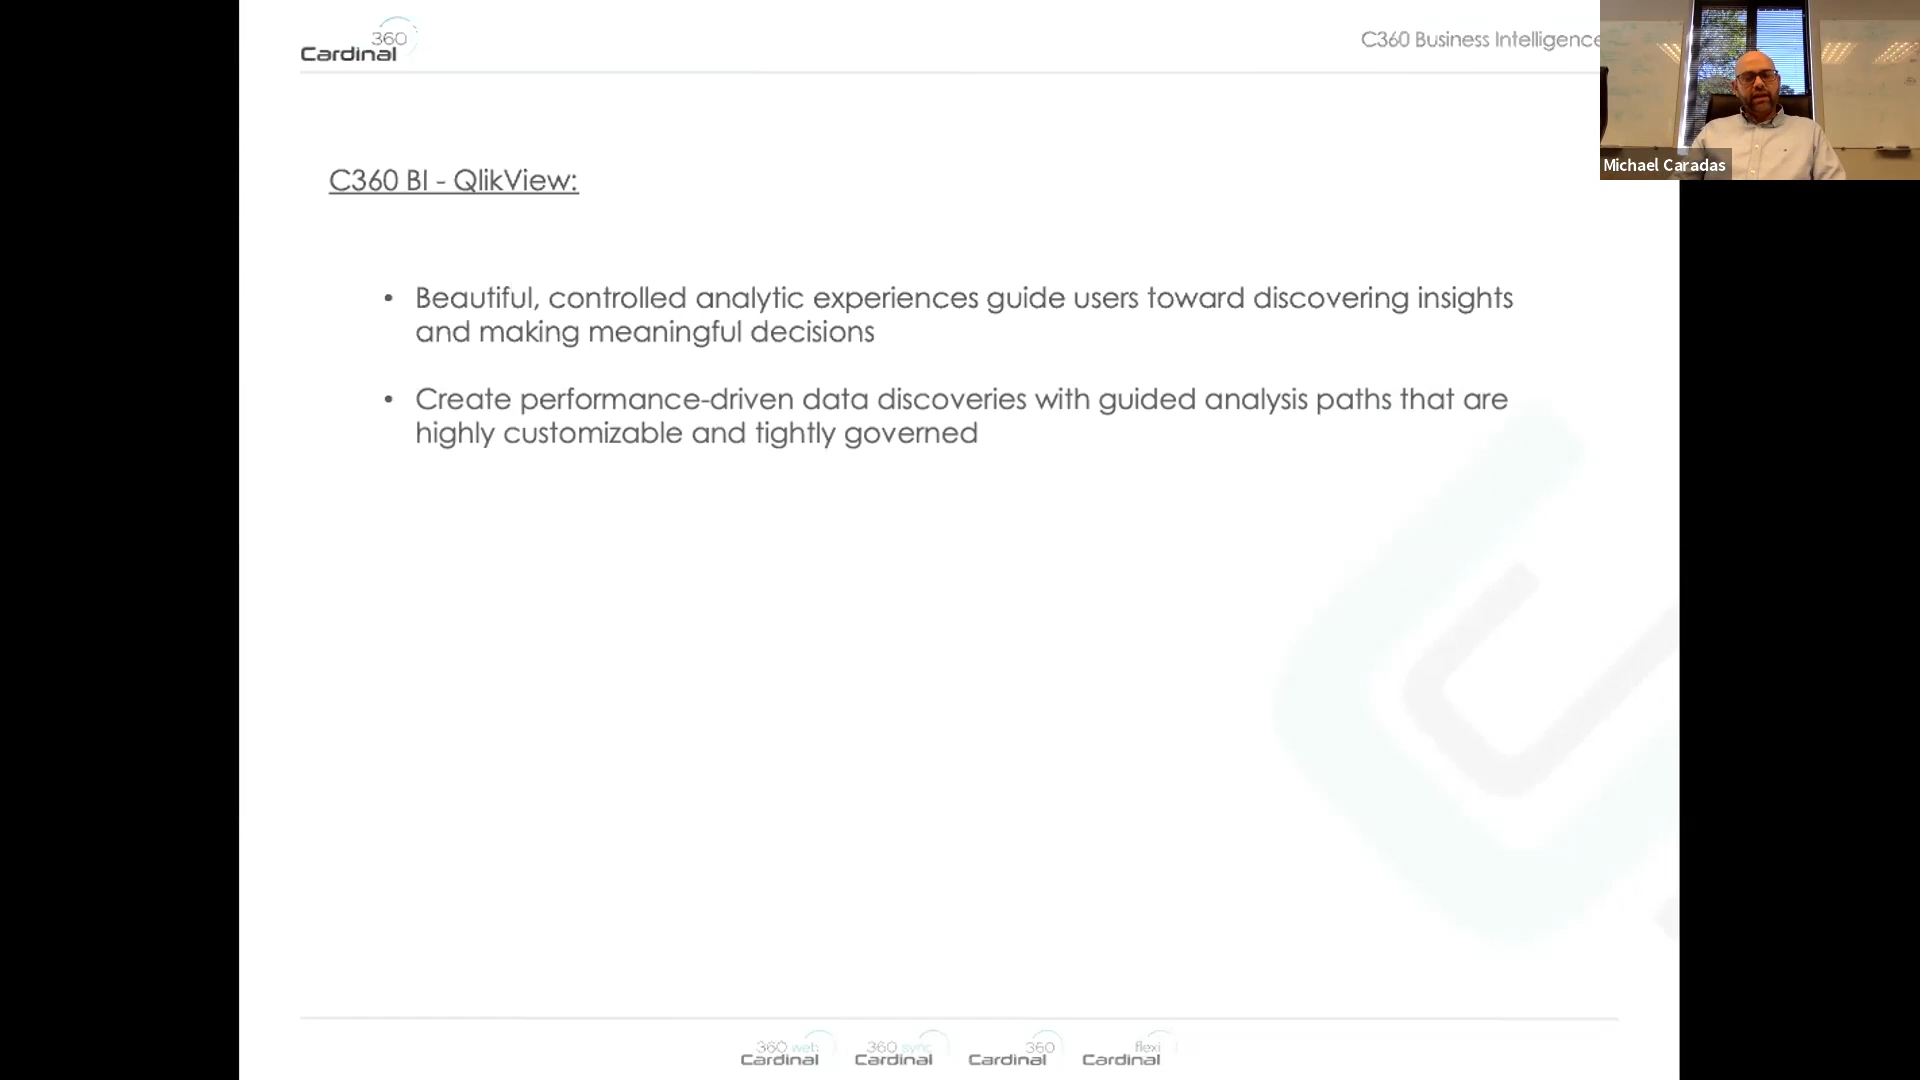 360
Cardinal
C360 Business Intelligence
Michael Caradas
C360 BI - QlikView:
• Beautiful, controlled analytic experiences guide users toward discovering insights
and making meaningful decisions
• Create performance-driven data discoveries with guided analysis paths that are
highly customizable and tightly governed
360 web
Cardinal
360 sync
Cardinal
360
Cardinal
flexi
Cardinal